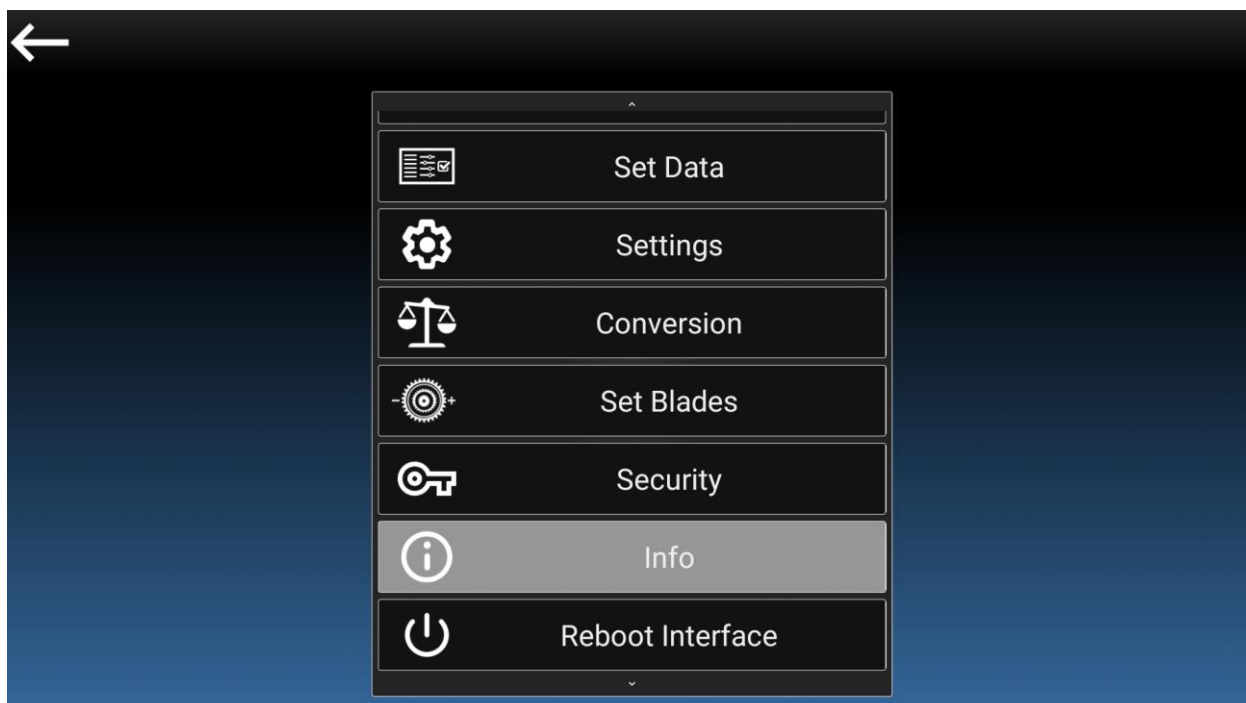 Set Data
Settings
Conversion
Set Blades
Security
Info
Reboot Interface